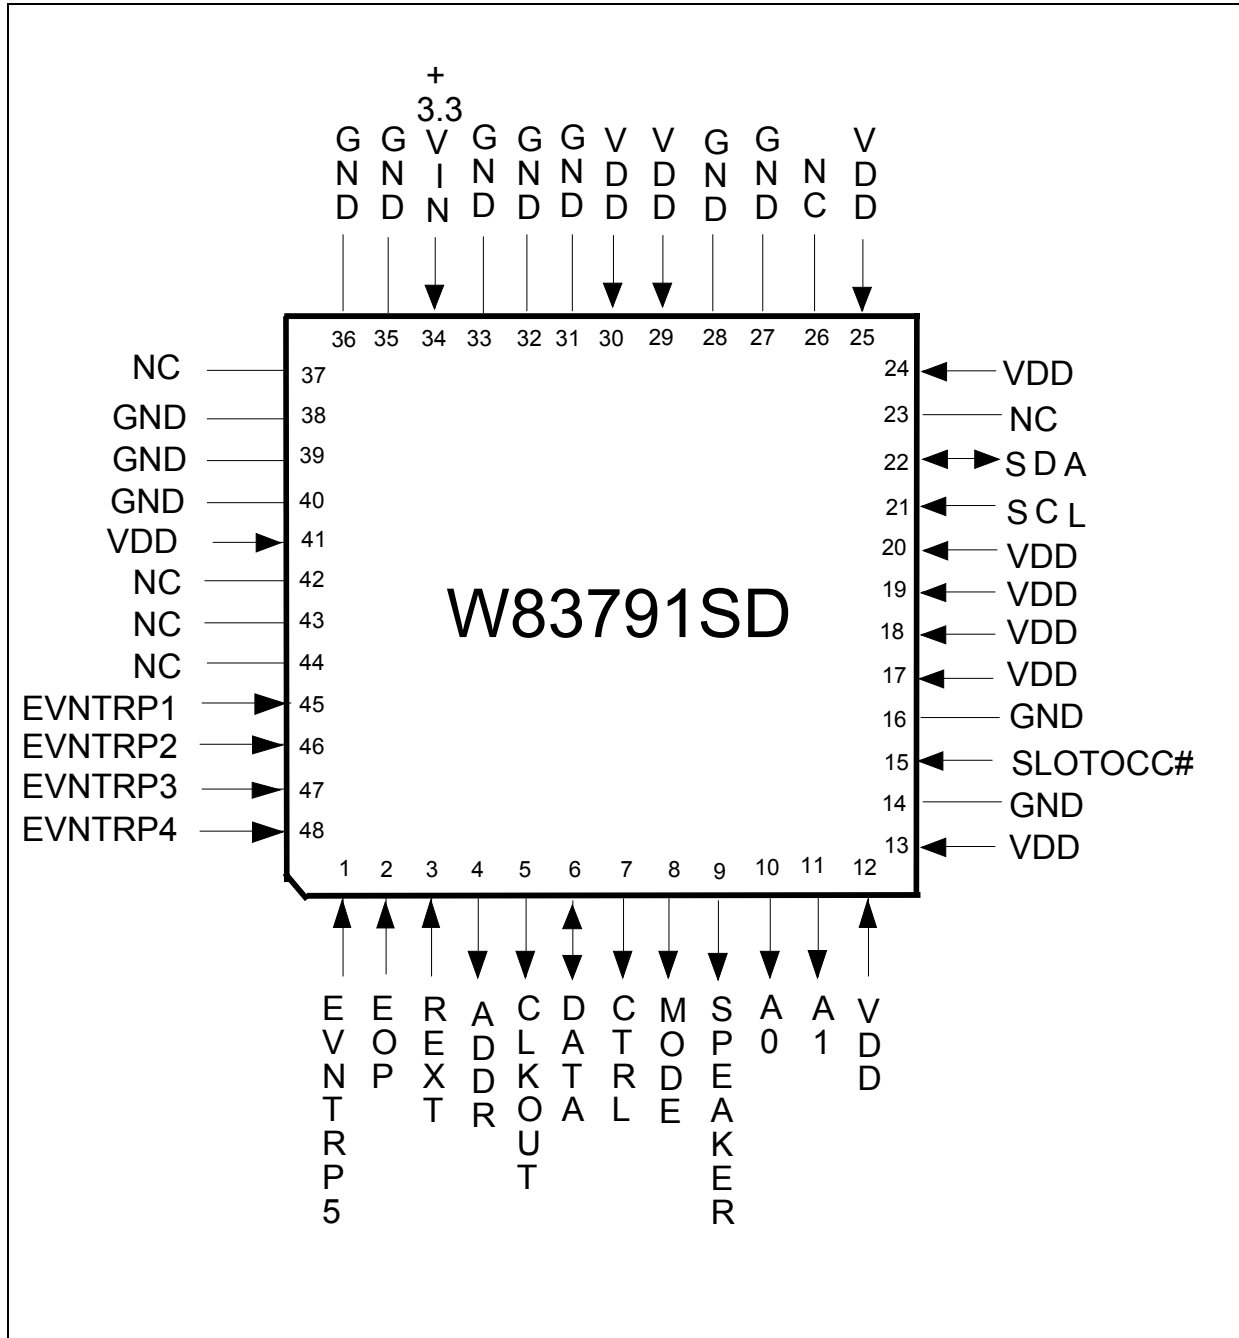 +
3.3
VIN
GND
GND
GND
GND
GND
VDD
VDD
GND
GND
NC
VDD
36 35 34 33 32 31 30 29 28 27 26 25
NC 37
GND 38
GND 39
GND 40
VDD 41
NC 42
NC 43
NC 44
EVNTRP1 45
EVNTRP2 46
EVNTRP3 47
EVNTRP4 48
W83791SD
24 VDD
23 NC
22 SDA
21 SCL
20 VDD
19 VDD
18 VDD
17 VDD
16 GND
15 SLOTOCC#
14 GND
13 VDD
1 2 3 4 5 6 7 8 9 10 11 12
EVNTRP5
EOP
REXT
ADDR
CLKOUT
DATA
CTRL
MODE
SPEAKER
A0
A1
VDD